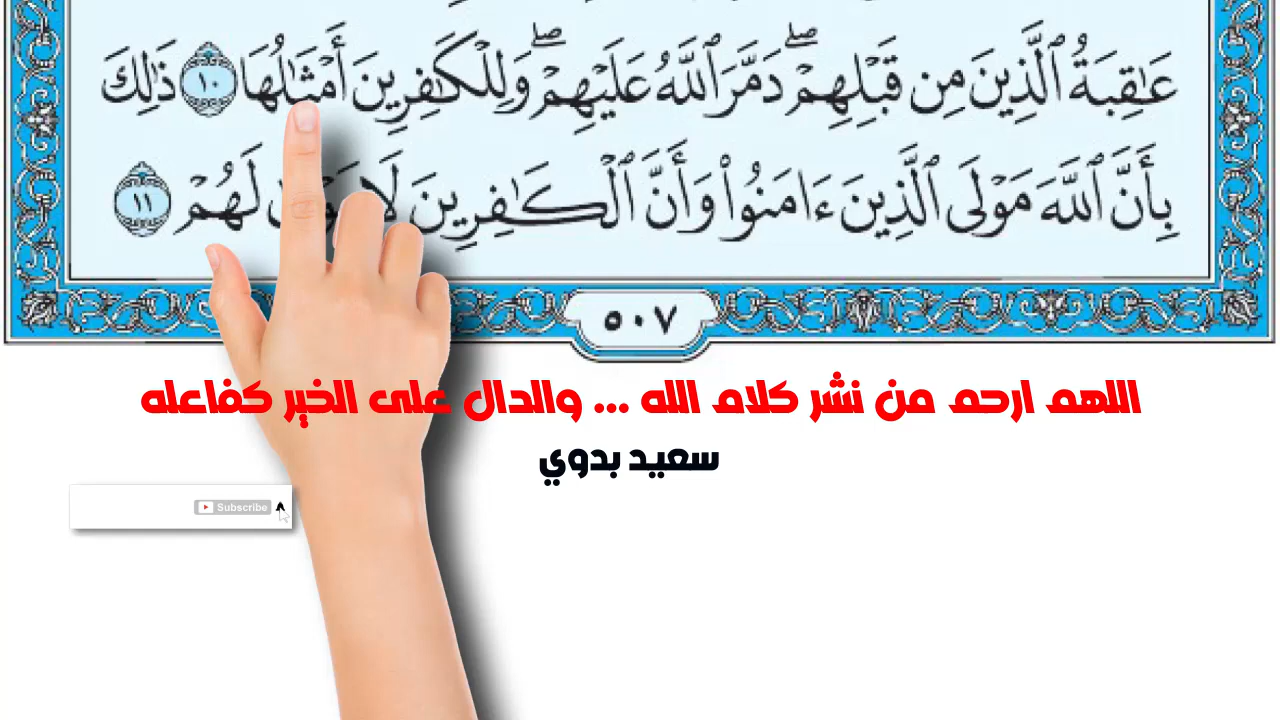 عَٰقِبَةُ ٱلَّذِينَ مِن قَبْلِهِمْۖ دَمَّرَ ٱللَّهُ عَلَيْهِمْۖ وَلِلْكَٰفِرِينَ أَمْثَٰلُهَا ١٠ ذَٰلِكَ
بِأَنَّ ٱللَّهَ مَوْلَى ٱلَّذِينَ ءَامَنُوا۟ وَأَنَّ ٱلْكَٰفِرِينَ لَا لَهُمْ ١١
٥٠٧
اللهم ارحم من نشر كلام الله ... والدال على الخير كفاعله
سعيد بدوي
Subscribe